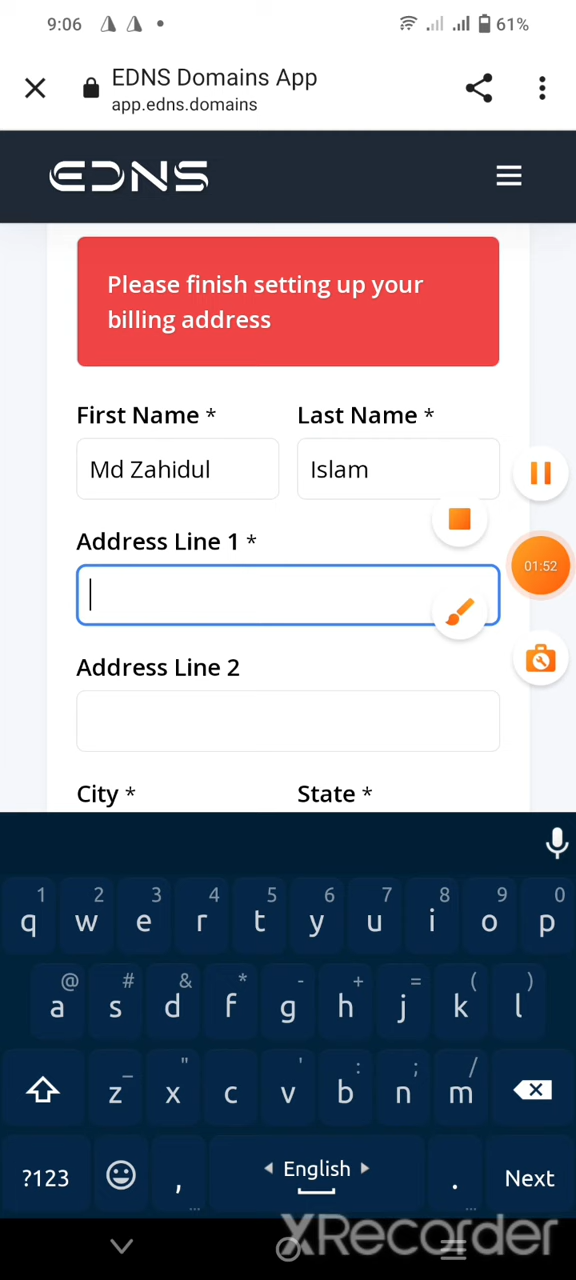 9:06
61%
EDNS Domains App
app.edns.domains
EDNS
Please finish setting up your
billing address
First Name * Last Name *
Md Zahidul Islam
Address Line 1 *
01:52
Address Line 2
City * State *
1 2 3 4 5 6 7 8 9 0
q w e r t y u i o p
@ # & * - + = ( )
a s d f g h j k l
_ " ' : ; /
z x c v b n m
?123 , English . Next
XRecorder